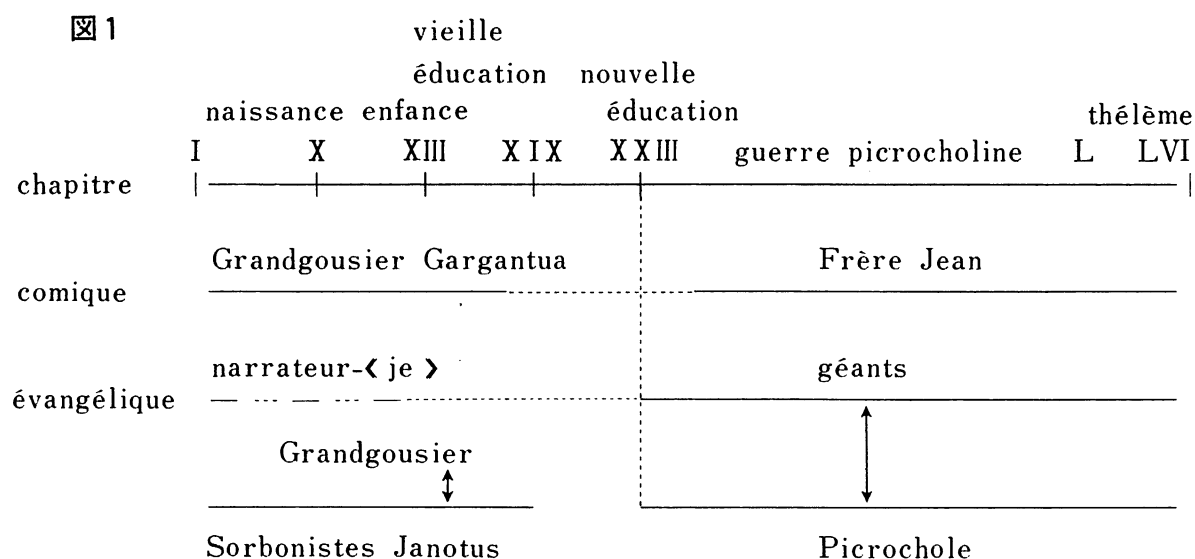 図1
vieille
éducation nouvelle
naissance enfance éducation thélème
I X XIII XIX XXIII guerre picrocholine L LVI
chapitre
Grandgousier Gargantua Frère Jean
comique
narrateur-‹ je › géants
évangélique
Grandgousier
Sorbonistes Janotus Picrochole